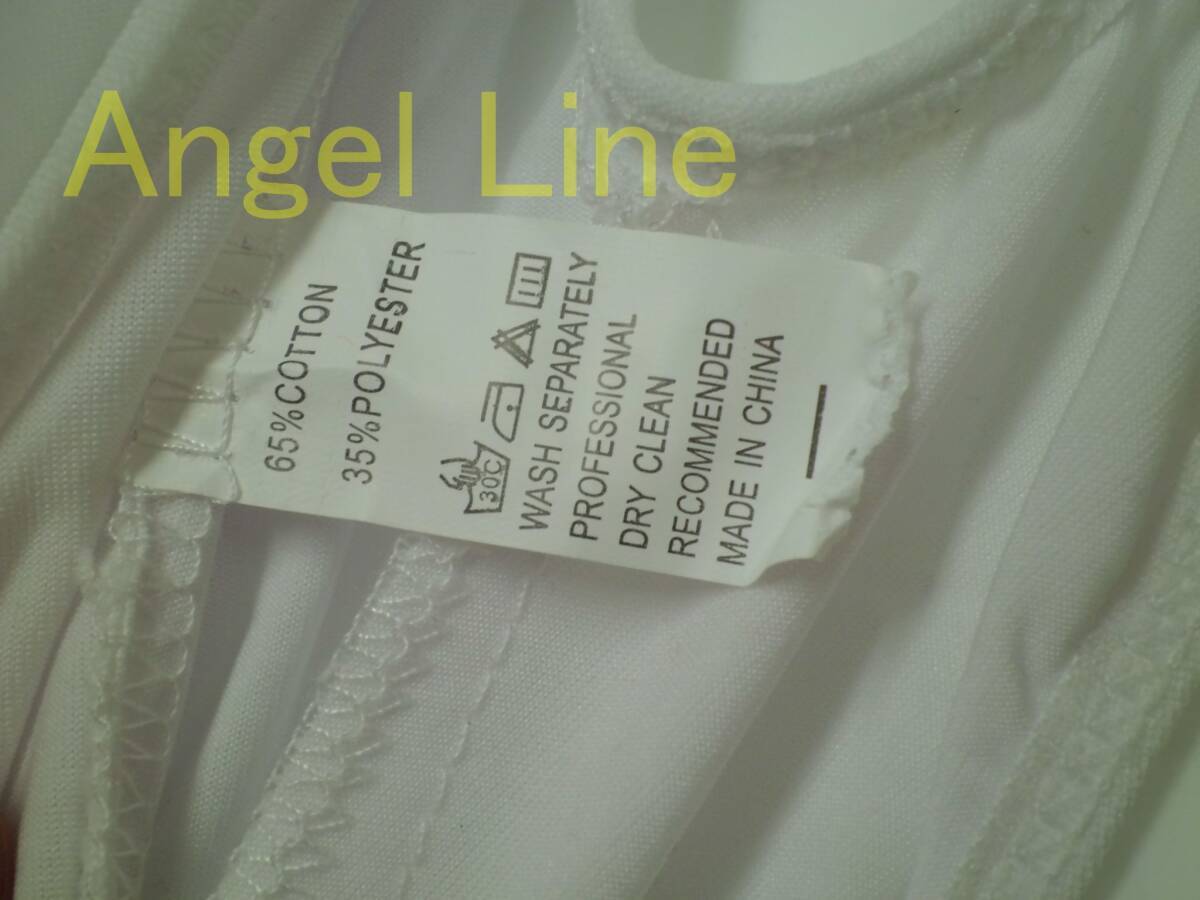 Angel Line
65%COTTON
35%POLYESTER
30C
WASH SEPARATELY
PROFESSIONAL
DRY CLEAN
RECOMMENDED
MADE IN CHINA